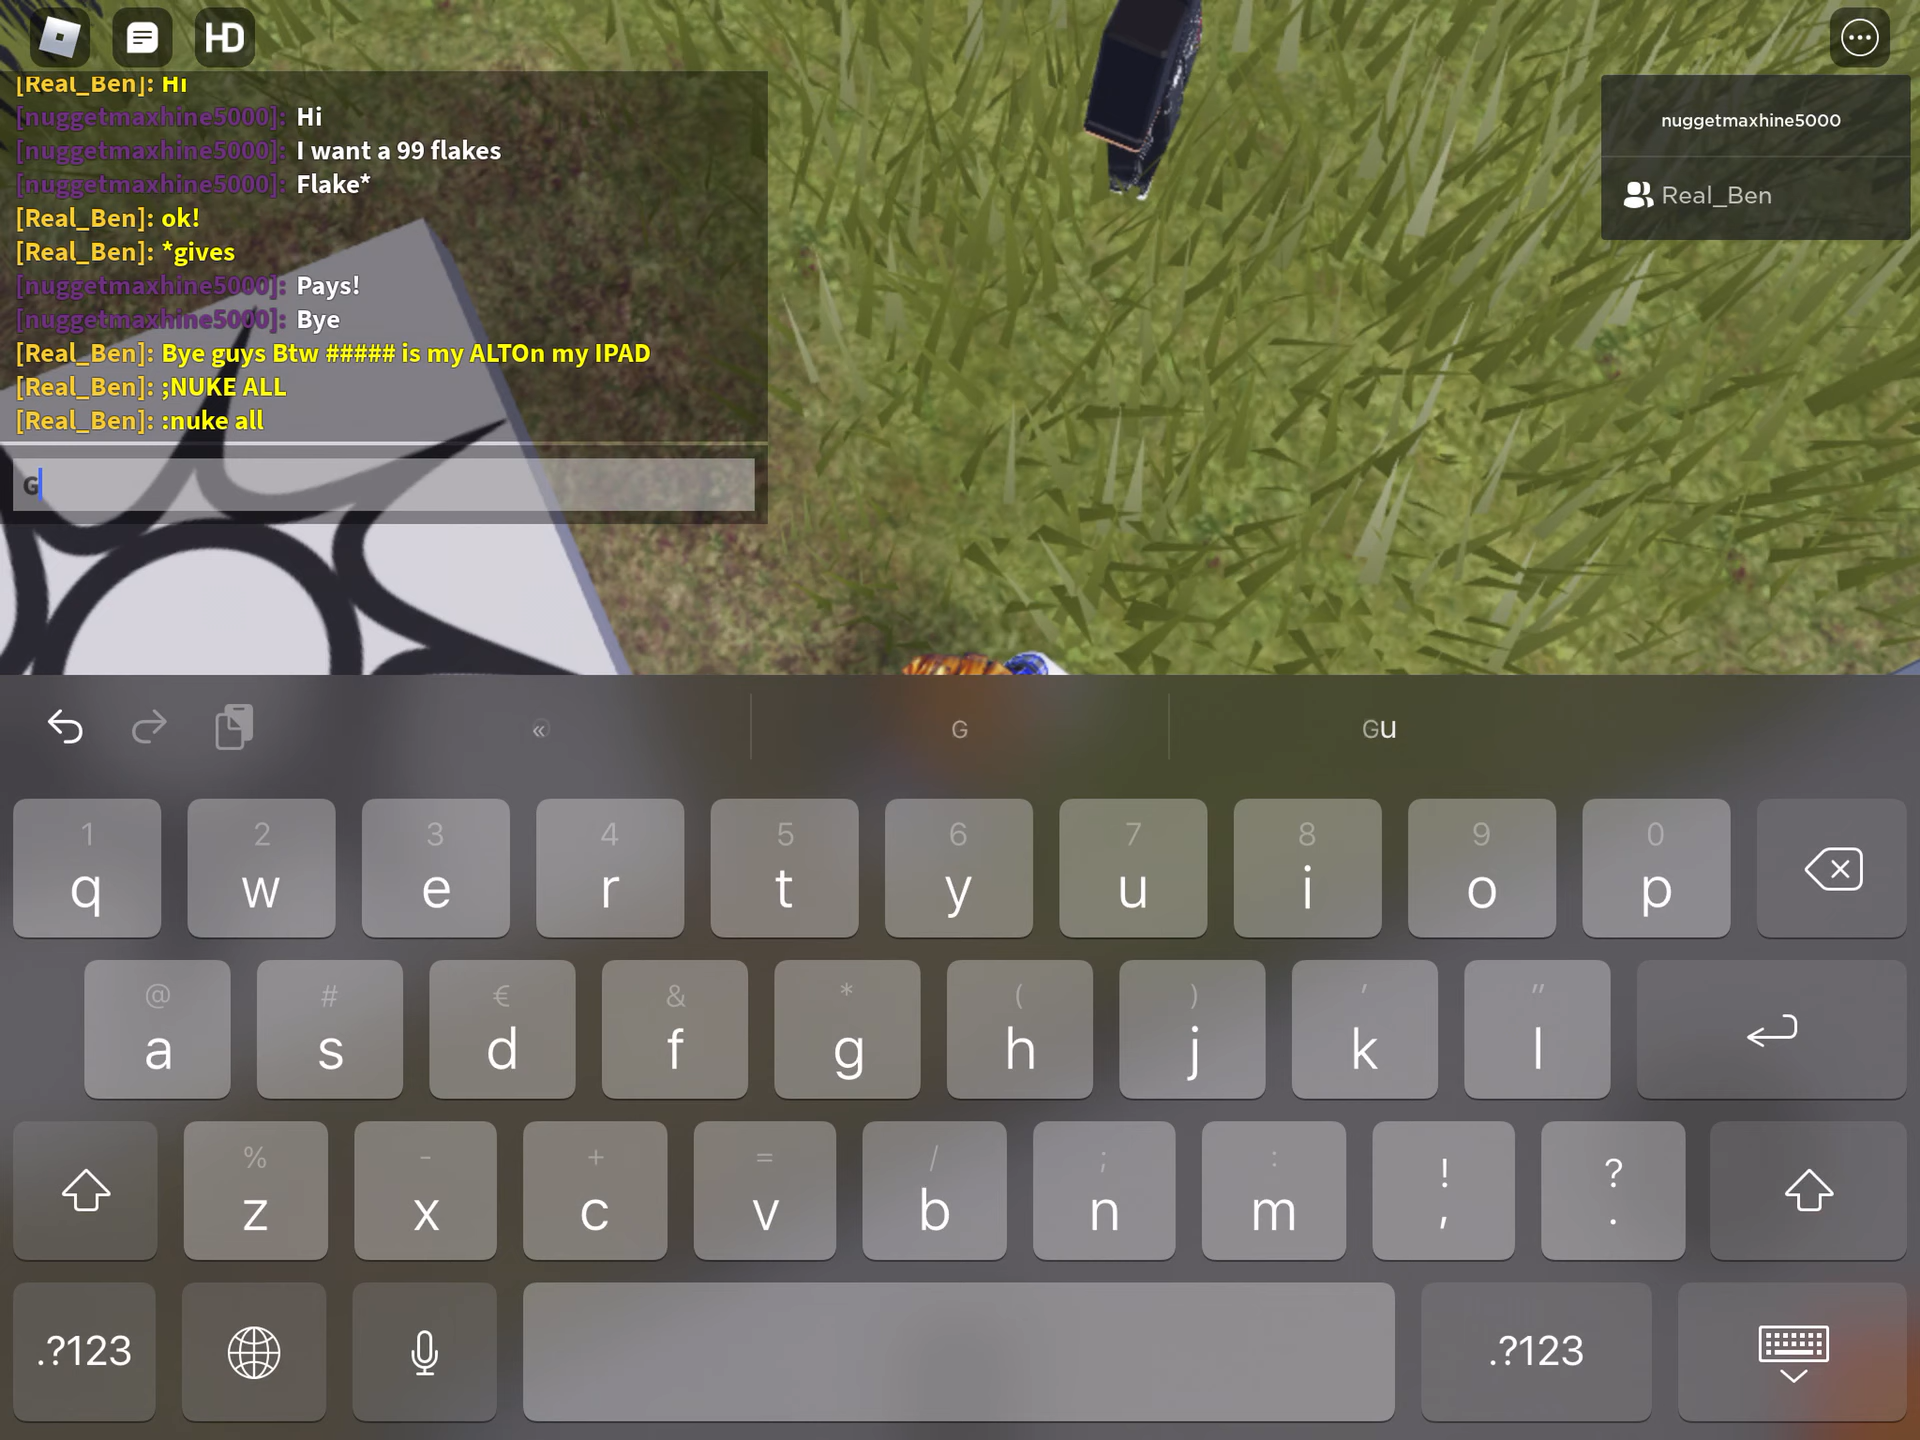 HD
[Real_Ben]: Hi
[nuggetmaxhine5000]: Hi
[nuggetmaxhine5000]: I want a 99 flakes
[nuggetmaxhine5000]: Flake*
[Real_Ben]: ok!
[Real_Ben]: *gives
[nuggetmaxhine5000]: Pays!
[nuggetmaxhine5000]: Bye
[Real_Ben]: Bye guys Btw ##### is my ALTOn my IPAD
[Real_Ben]: ;NUKE ALL
[Real_Ben]: :nuke all
G
nuggetmaxhine5000
Real_Ben
« G Gu
1 2 3 4 5 6 7 8 9 0
q w e r t y u i o p
@ # € & * ( ) ' "
a s d f g h j k l
% - + = / ; : ! ?
z x c v b n m , .
.?123 .?123